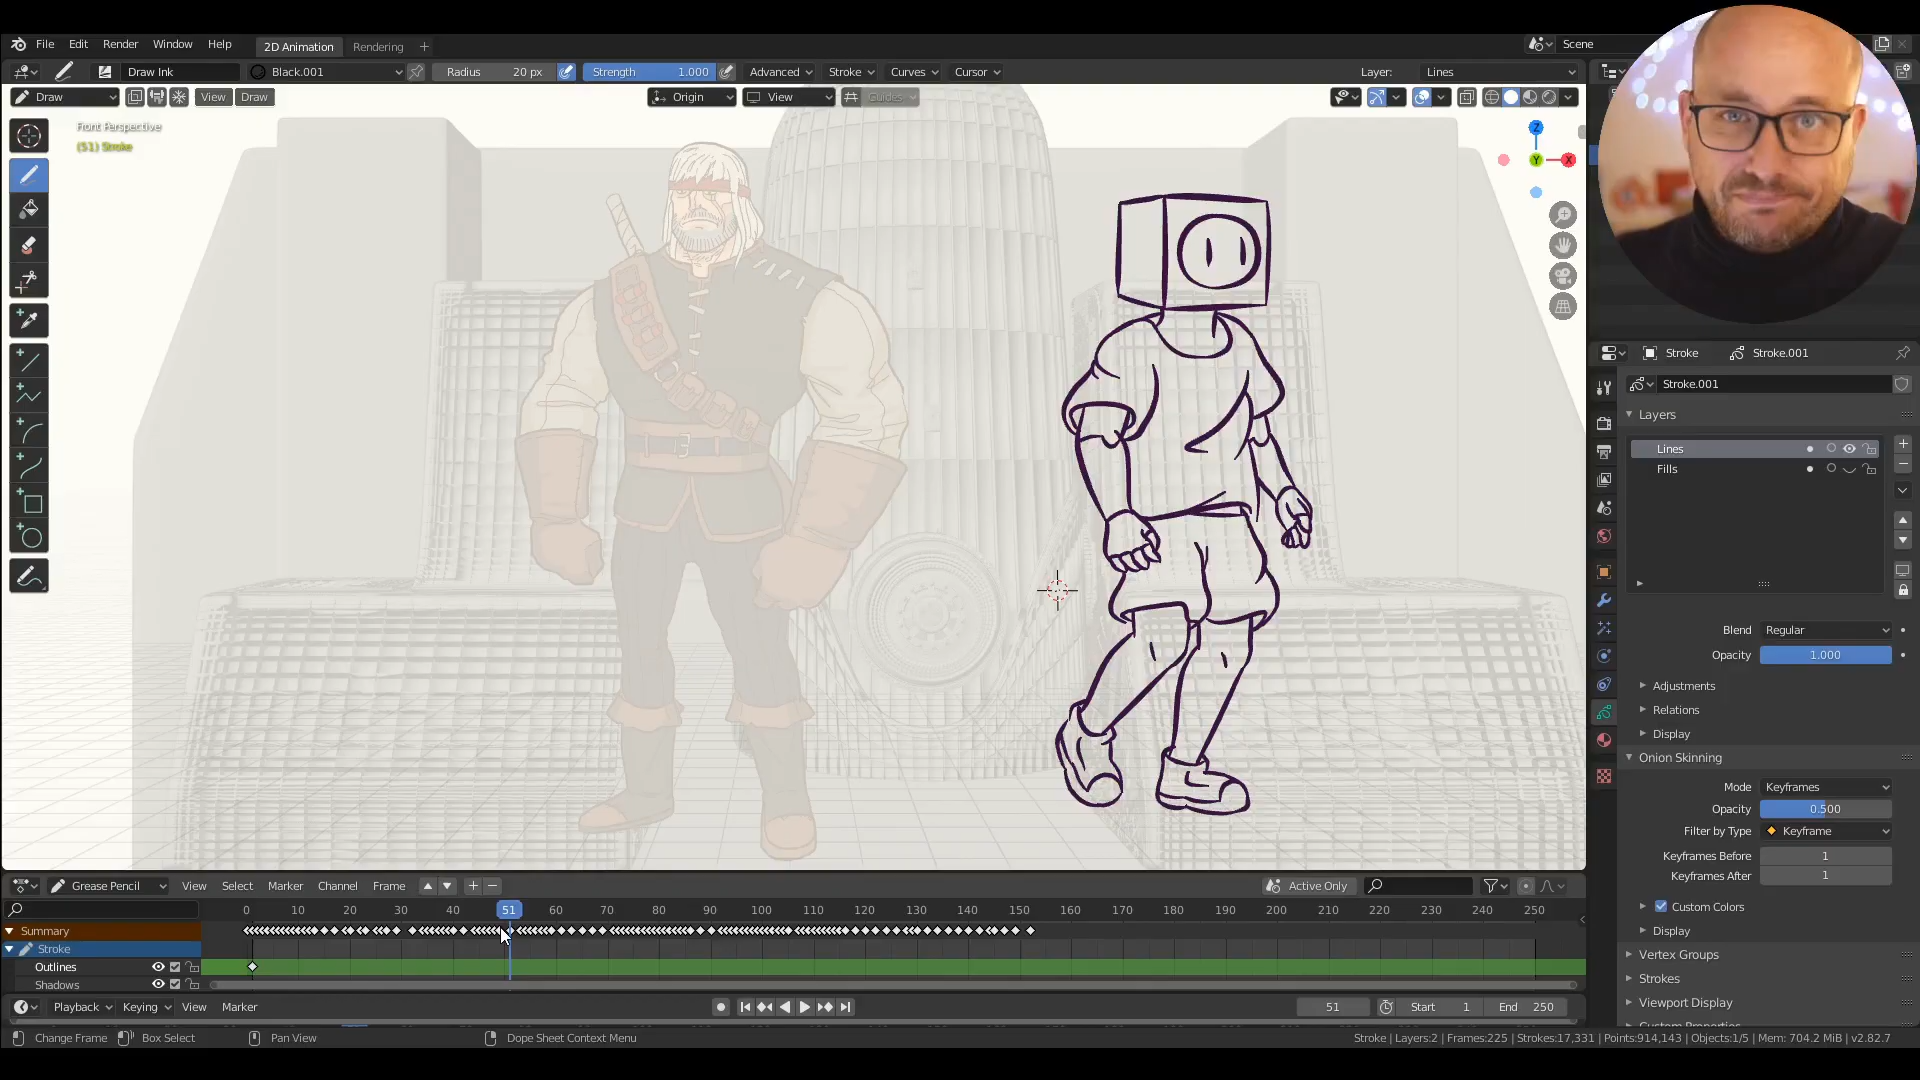 File Edit Render Window Help 2D Animation Rendering + Scene
Draw Ink Black.001 Radius 20 px Strength 1.000 Advanced Stroke Curves Cursor Layer: Lines
Draw View Draw Origin View Guides
Front Perspective
(51) Stroke
Z
Y X
Stroke Stroke.001
Stroke.001
Layers
Lines
Fills
Blend Regular
Opacity 1.000
Adjustments
Relations
Display
Onion Skinning
Mode Keyframes
Opacity 0.500
Filter by Type Keyframe
Keyframes Before 1
Keyframes After 1
Custom Colors
Display
Vertex Groups
Strokes
Viewport Display
Grease Pencil View Select Marker Channel Frame Active Only
0 10 20 30 40 51 60 70 80 90 100 110 120 130 140 150 160 170 180 190 200 210 220 230 240 250
Summary
Stroke
Outlines
Shadows
Playback Keying View Marker 51 Start 1 End 250
Change Frame Box Select Pan View Dope Sheet Context Menu Stroke | Layers:2 | Frames:225 | Strokes:17,331 | Points:914,143 | Objects:1/5 | Mem: 704.2 MiB | v2.82.7